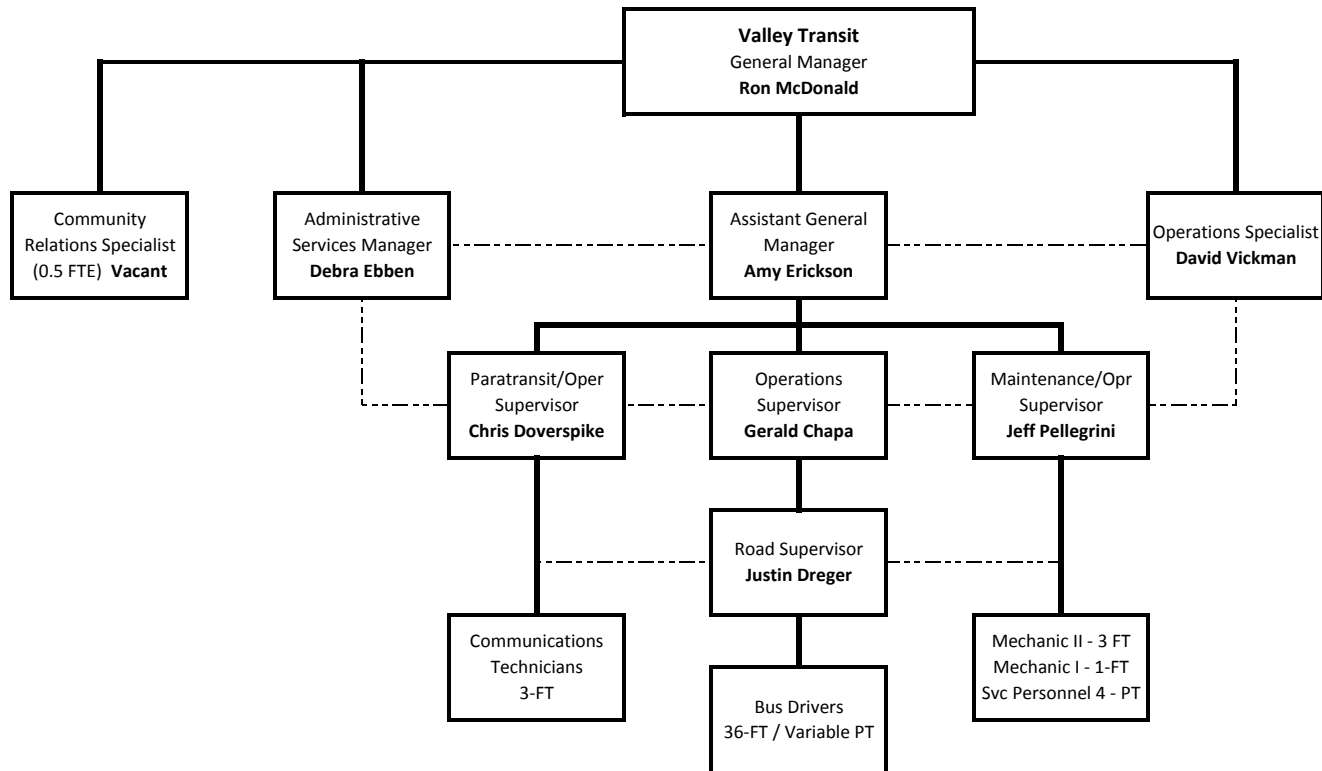 Valley Transit
General Manager
Ron McDonald
Community
Relations Specialist
(0.5 FTE)  Vacant
Administrative
Services Manager
Debra Ebben
Assistant General
Manager
Amy Erickson
Operations Specialist
David Vickman
Paratransit/Oper
Supervisor
Chris Doverspike
Operations
Supervisor
Gerald Chapa
Maintenance/Opr
Supervisor
Jeff Pellegrini
Road Supervisor
Justin Dreger
Communications
Technicians
3-FT
Mechanic II - 3 FT
Mechanic I - 1-FT
Svc Personnel 4 - PT
Bus Drivers
36-FT / Variable PT